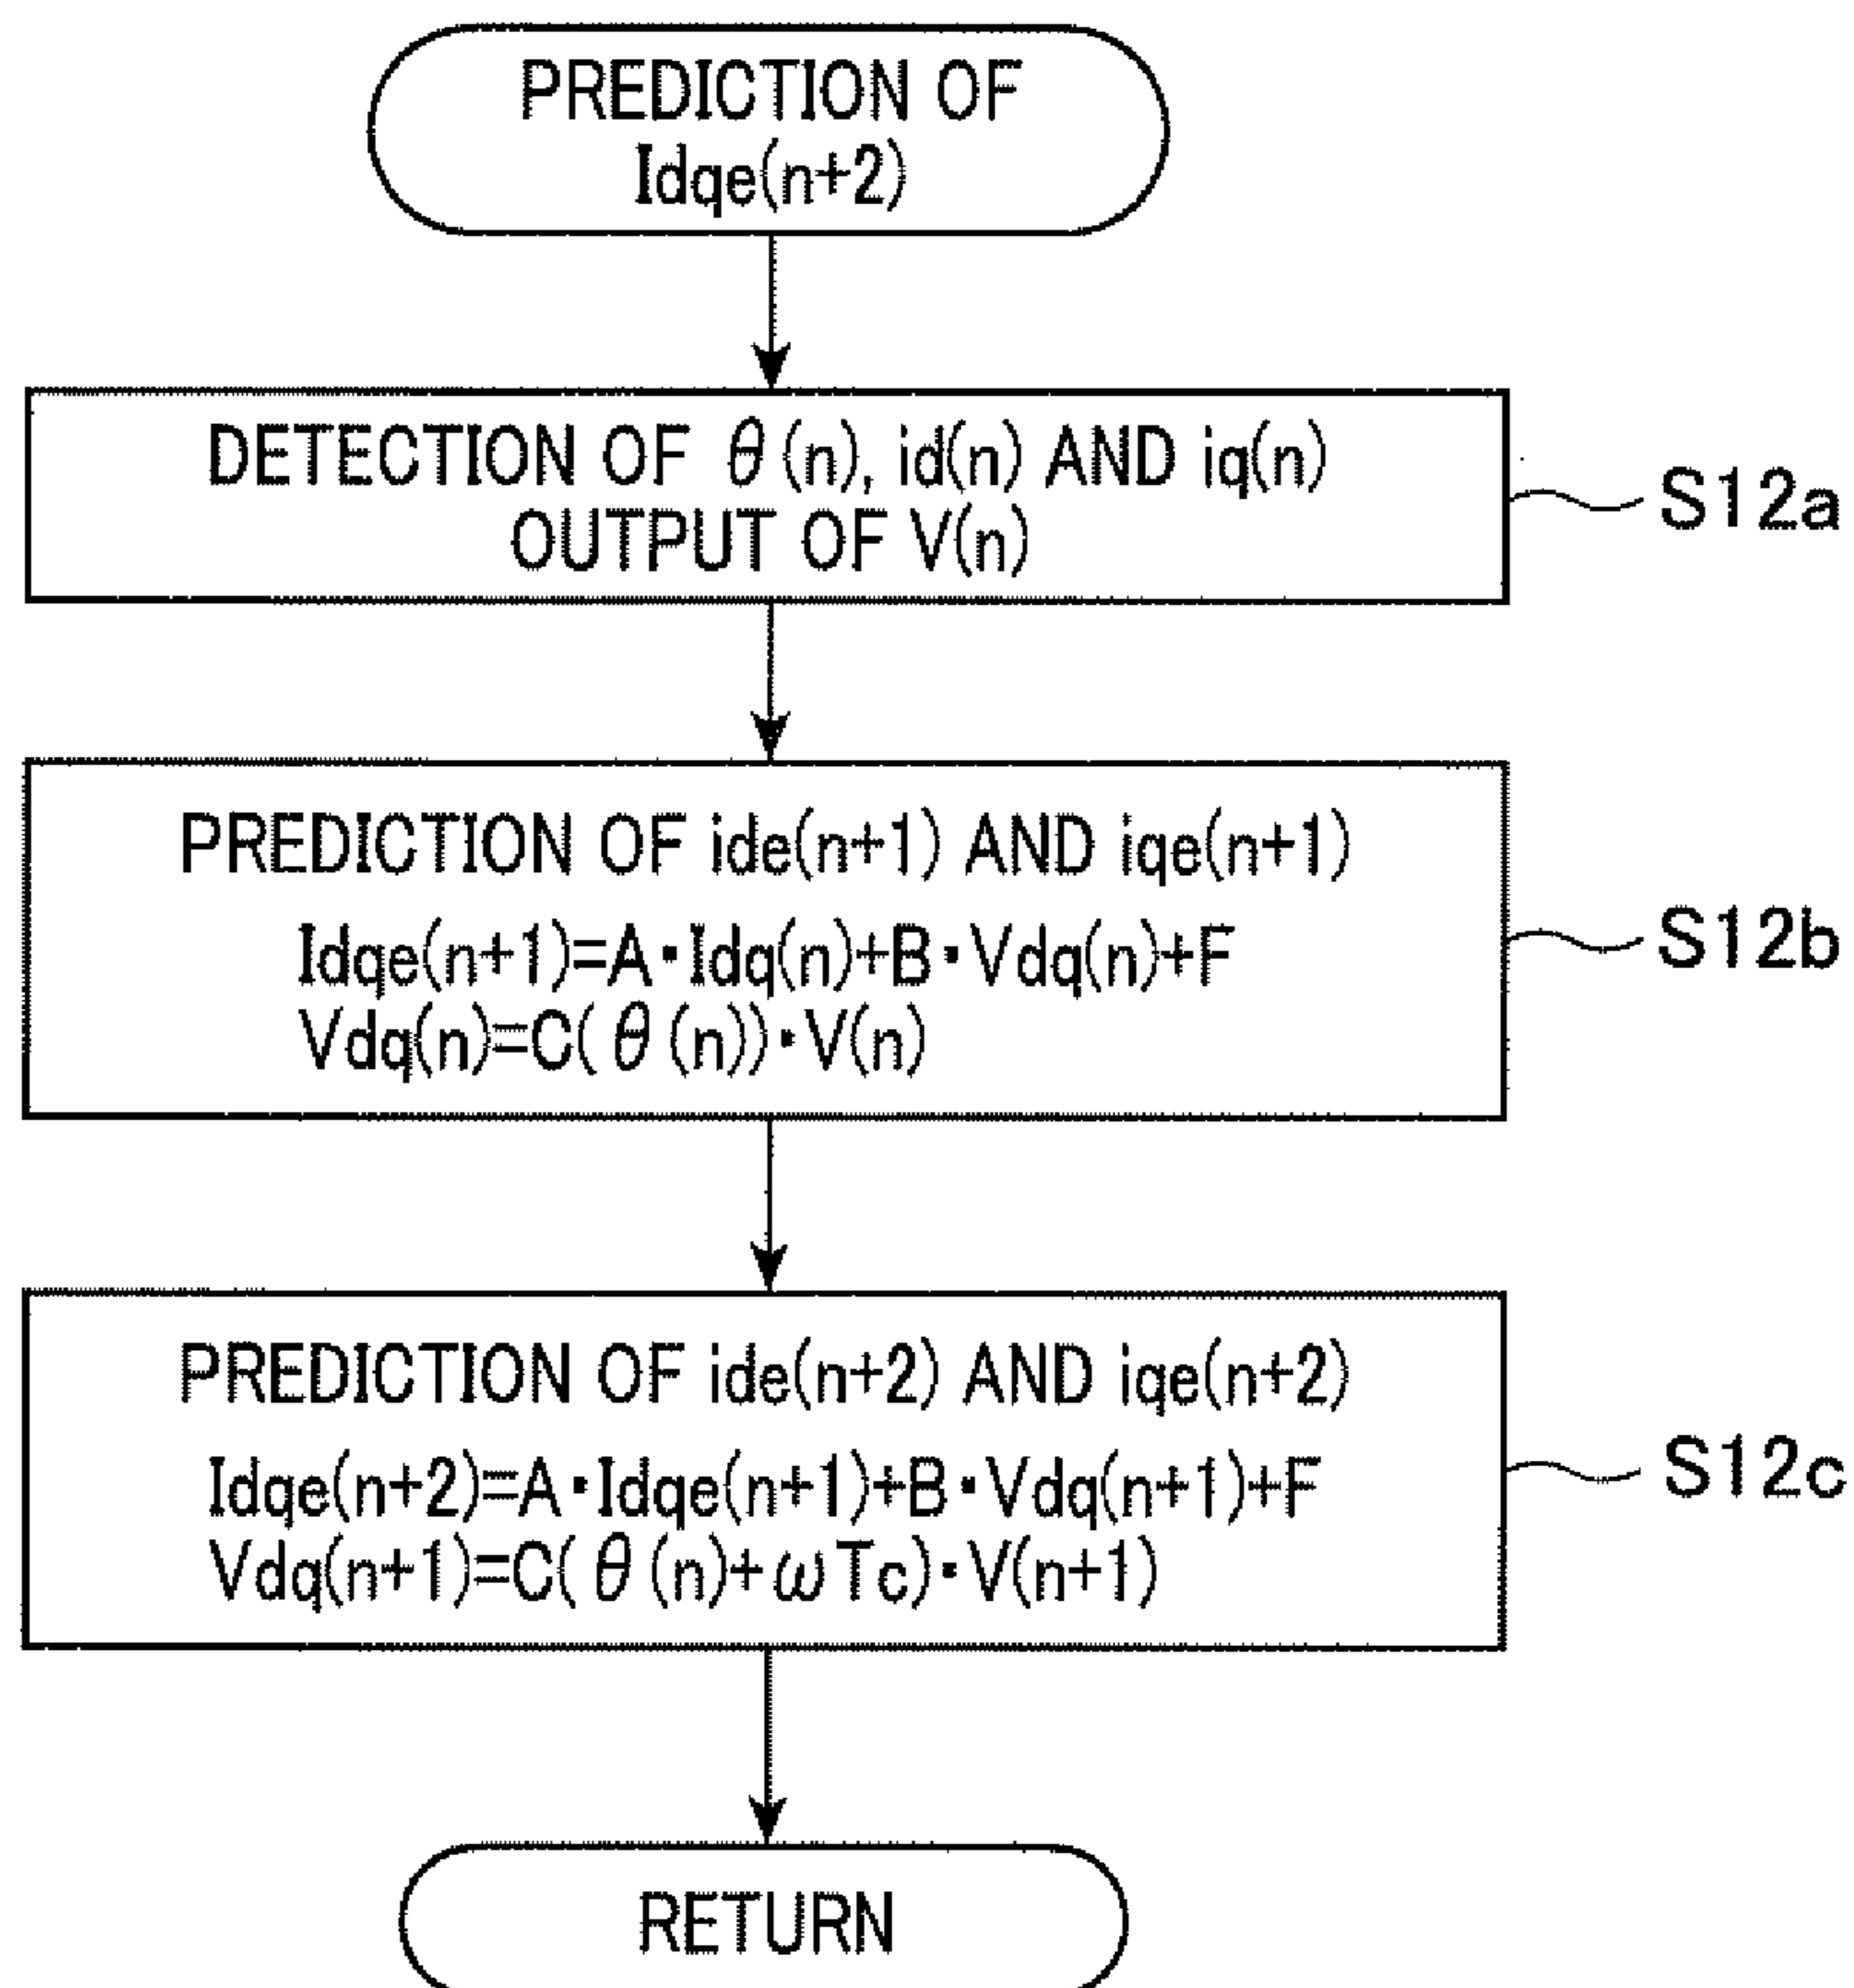 PREDICTION OF
Idqe(n+2)
DETECTION OF θ(n), id(n) AND iq(n)
OUTPUT OF V(n)
S12a
PREDICTION OF ide(n+1) AND iqe(n+1)
Idqe(n+1)=A·Idq(n)+B·Vdq(n)+F
Vdq(n)=C(θ(n))·V(n)
S12b
PREDICTION OF ide(n+2) AND iqe(n+2)
Idqe(n+2)=A·Idqe(n+1)+B·Vdq(n+1)+F
Vdq(n+1)=C(θ(n)+ωTc)·V(n+1)
S12c
RETURN